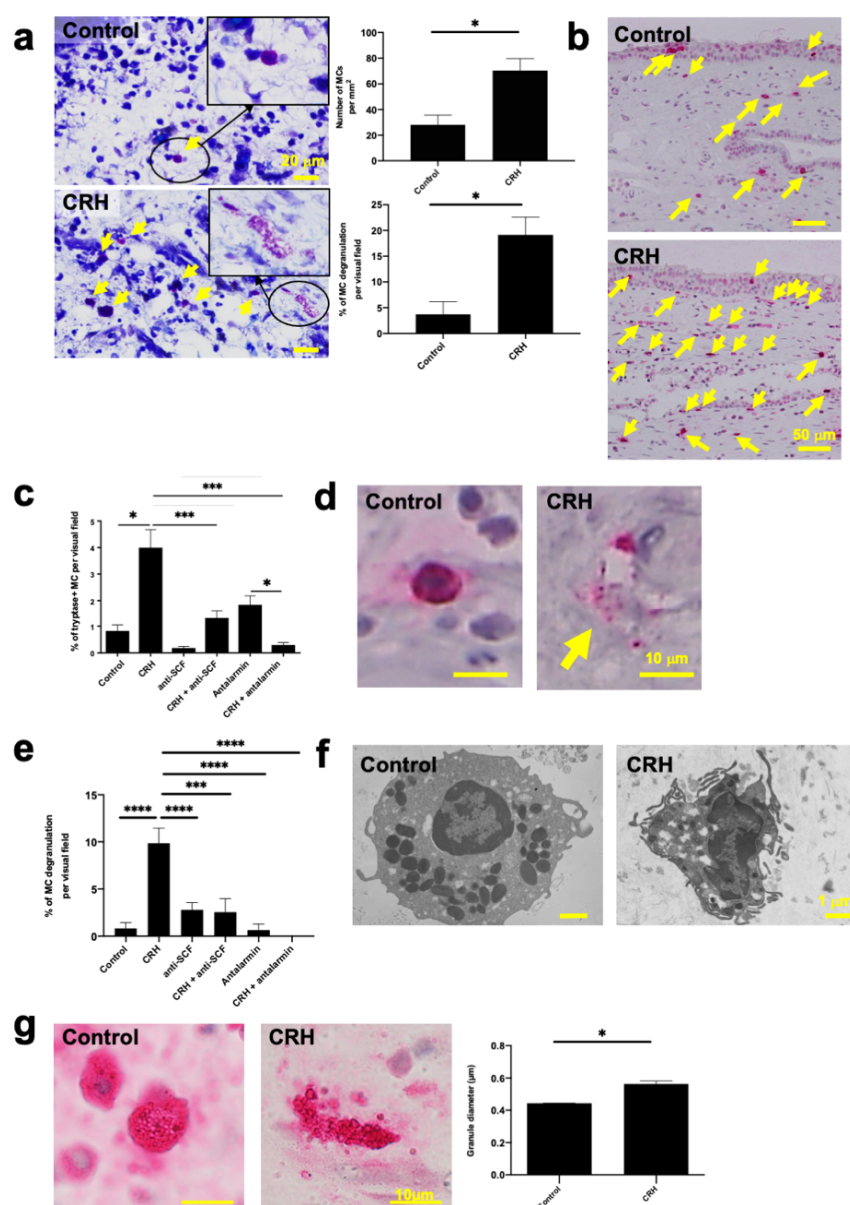 a
Control
20 μm
CRH
Number of MCs
per mm²
100
80
60
40
20
0
*
Control
CRH
% of MC degranulation
per visual field
25
20
15
10
5
0
*
Control
CRH
b
Control
CRH
50 μm
c
% of tryptase+ MC per visual field
5
4
3
2
1
0
*
***
***
*
Control
CRH
anti-SCF
CRH + anti-SCF
Antalarmin
CRH + antalarmin
d
Control
CRH
10 μm
e
% of MC degranulation
per visual field
15
10
5
0
****
****
***
****
****
Control
CRH
anti-SCF
CRH + anti-SCF
Antalarmin
CRH + antalarmin
f
Control
CRH
1 μm
g
Control
CRH
10μm
Granule diameter (μm)
0.8
0.6
0.4
0.2
0.0
*
Control
CRH